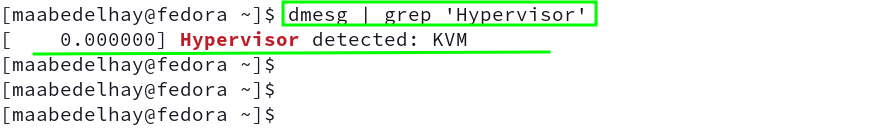 [maabedelhay@fedora ~]$ dmesg | grep 'Hypervisor'
[    0.000000] Hypervisor detected: KVM
[maabedelhay@fedora ~]$
[maabedelhay@fedora ~]$
[maabedelhay@fedora ~]$